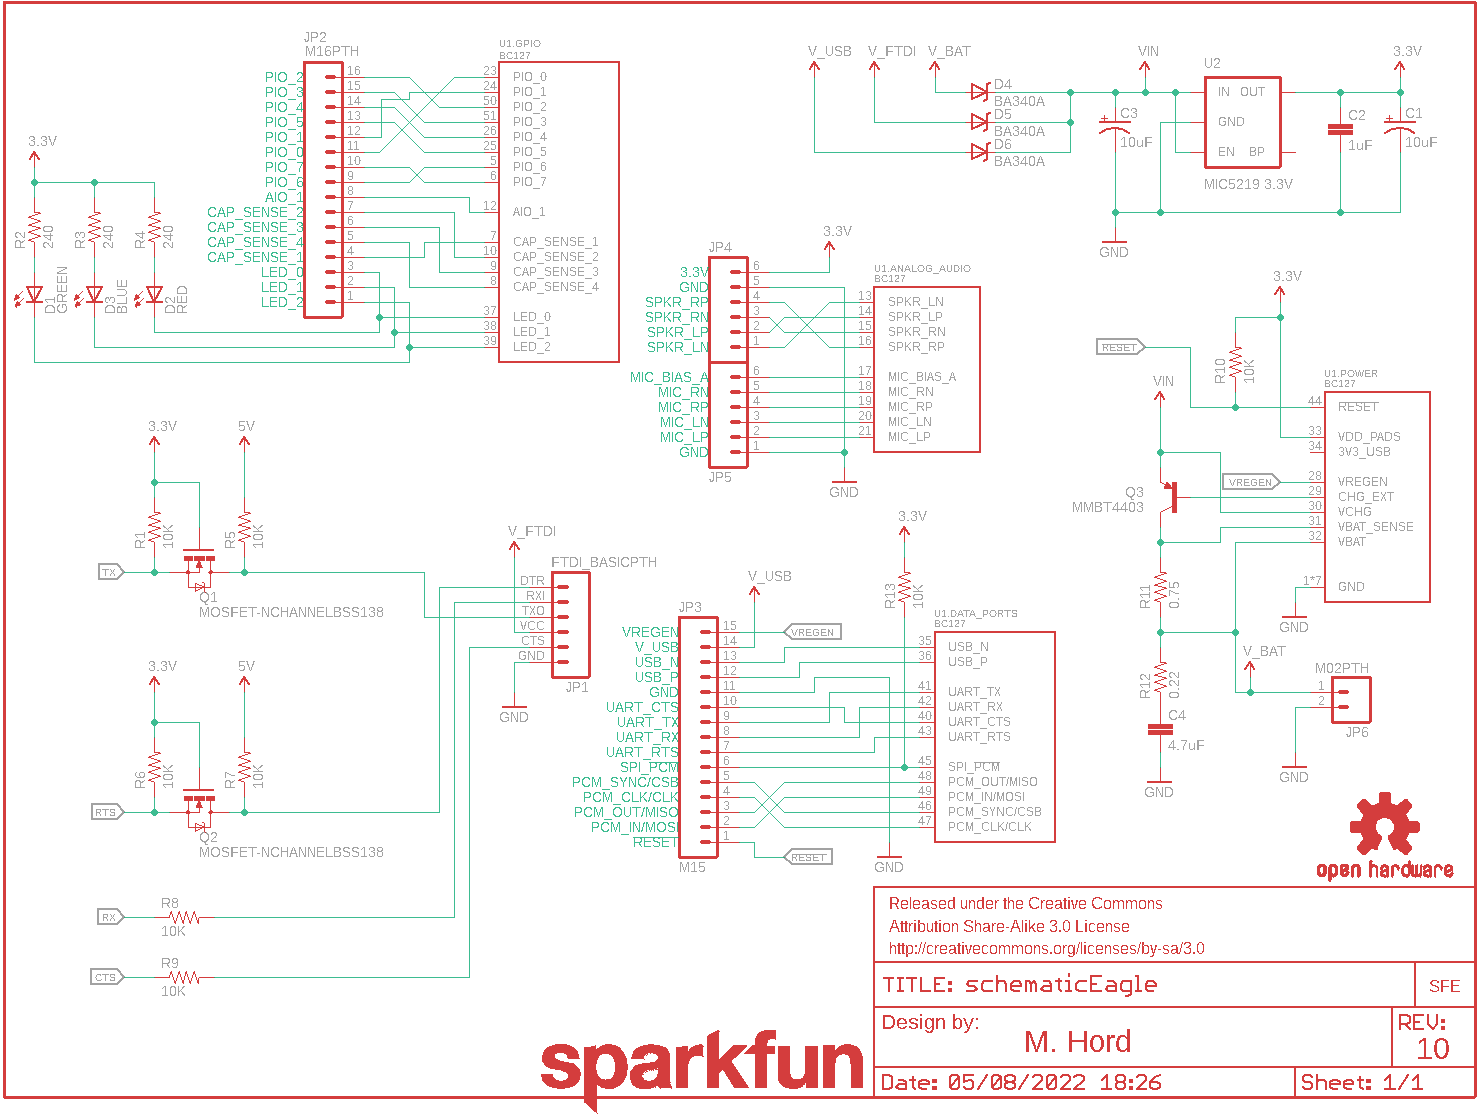 JP2
M16PTH
PIO_2
PIO_3
PIO_4
PIO_5
PIO_1
PIO_0
PIO_7
PIO_6
AIO_1
CAP_SENSE_2
CAP_SENSE_3
CAP_SENSE_4
CAP_SENSE_1
LED_0
LED_1
LED_2
16
15
14
13
12
11
10
9
8
7
6
5
4
3
2
1
U1.GPIO
BC127
23
24
50
51
26
25
5
6
12
7
10
9
8
37
38
39
PIO_0
PIO_1
PIO_2
PIO_3
PIO_4
PIO_5
PIO_6
PIO_7
AIO_1
CAP_SENSE_1
CAP_SENSE_2
CAP_SENSE_3
CAP_SENSE_4
LED_0
LED_1
LED_2
3.3V
R2
240
R3
240
R4
240
D1
GREEN
D3
BLUE
D2
RED
V_USB
V_FTDI
V_BAT
VIN
3.3V
D4
BA340A
D5
BA340A
D6
BA340A
C3
10uF
U2
IN OUT
GND
EN BP
MIC5219 3.3V
C2
1uF
C1
10uF
GND
3.3V
JP4
3.3V
GND
SPKR_RP
SPKR_RN
SPKR_LP
SPKR_LN
6
5
4
3
2
1
MIC_BIAS_A
MIC_RN
MIC_RP
MIC_LN
MIC_LP
GND
6
5
4
3
2
1
JP5
U1.ANALOG_AUDIO
BC127
13
14
15
16
17
18
19
20
21
SPKR_LN
SPKR_LP
SPKR_RN
SPKR_RP
MIC_BIAS_A
MIC_RN
MIC_RP
MIC_LN
MIC_LP
GND
3.3V
RESET
R10
10K
VIN
U1.POWER
BC127
44
33
34
28
29
30
31
32
1*7
RESET
VDD_PADS
3V3_USB
VREGEN
CHG_EXT
VCHG
VBAT_SENSE
VBAT
GND
VREGEN
Q3
MMBT4403
R11
0.75
R12
0.22
C4
4.7uF
GND
GND
V_BAT
M02PTH
1
2
JP6
GND
3.3V
5V
R1
10K
R5
10K
TX
Q1
MOSFET-NCHANNELBSS138
3.3V
5V
R6
10K
R7
10K
RTS
Q2
MOSFET-NCHANNELBSS138
RX
R8
10K
CTS
R9
10K
V_FTDI
FTDI_BASICPTH
DTR
RXI
TXO
VCC
CTS
GND
JP1
GND
JP3
VREGEN
V_USB
USB_N
USB_P
GND
UART_CTS
UART_TX
UART_RX
UART_RTS
SPI_PCM
PCM_SYNC/CSB
PCM_CLK/CLK
PCM_OUT/MISO
PCM_IN/MOSI
RESET
15
14
13
12
11
10
9
8
7
6
5
4
3
2
1
M15
V_USB
VREGEN
RESET
GND
3.3V
R13
10K
U1.DATA_PORTS
BC127
35
36
41
42
40
43
45
48
49
46
47
USB_N
USB_P
UART_TX
UART_RX
UART_CTS
UART_RTS
SPI_PCM
PCM_OUT/MISO
PCM_IN/MOSI
PCM_SYNC/CSB
PCM_CLK/CLK
open hardware
Released under the Creative Commons
Attribution Share-Alike 3.0 License
http://creativecommons.org/licenses/by-sa/3.0
TITLE: schematicEagle
SFE
Design by:
M. Hord
REV:
10
Date: 05/08/2022 18:26
Sheet: 1/1
sparkfun